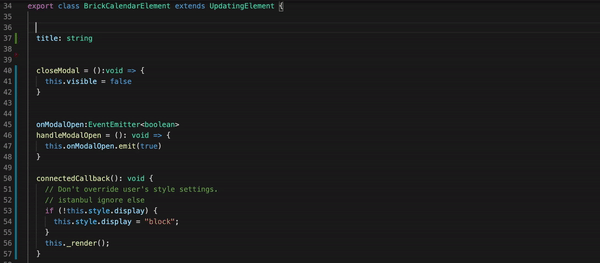 34 export class BrickCalendarElement extends UpdatingElement {
35
36
37 title: string
38
39
40 closeModal = ():void => {
41 this.visible = false
42 }
43
44
45 onModalOpen:EventEmitter<boolean>
46 handleModalOpen = (): void => {
47 this.onModalOpen.emit(true)
48 }
49
50 connectedCallback(): void {
51 // Don't override user's style settings.
52 // istanbul ignore else
53 if (!this.style.display) {
54 this.style.display = "block";
55 }
56 this._render();
57 }
58